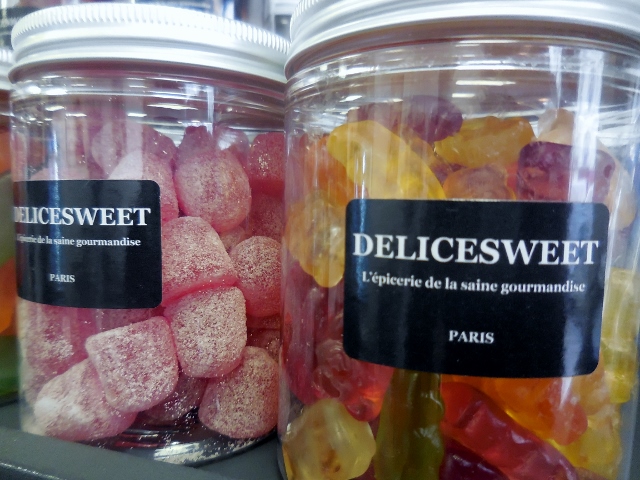 DELICESWEET
L'épicerie de la saine gourmandise
PARIS
DELICESWEET
L'épicerie de la saine gourmandise
PARIS